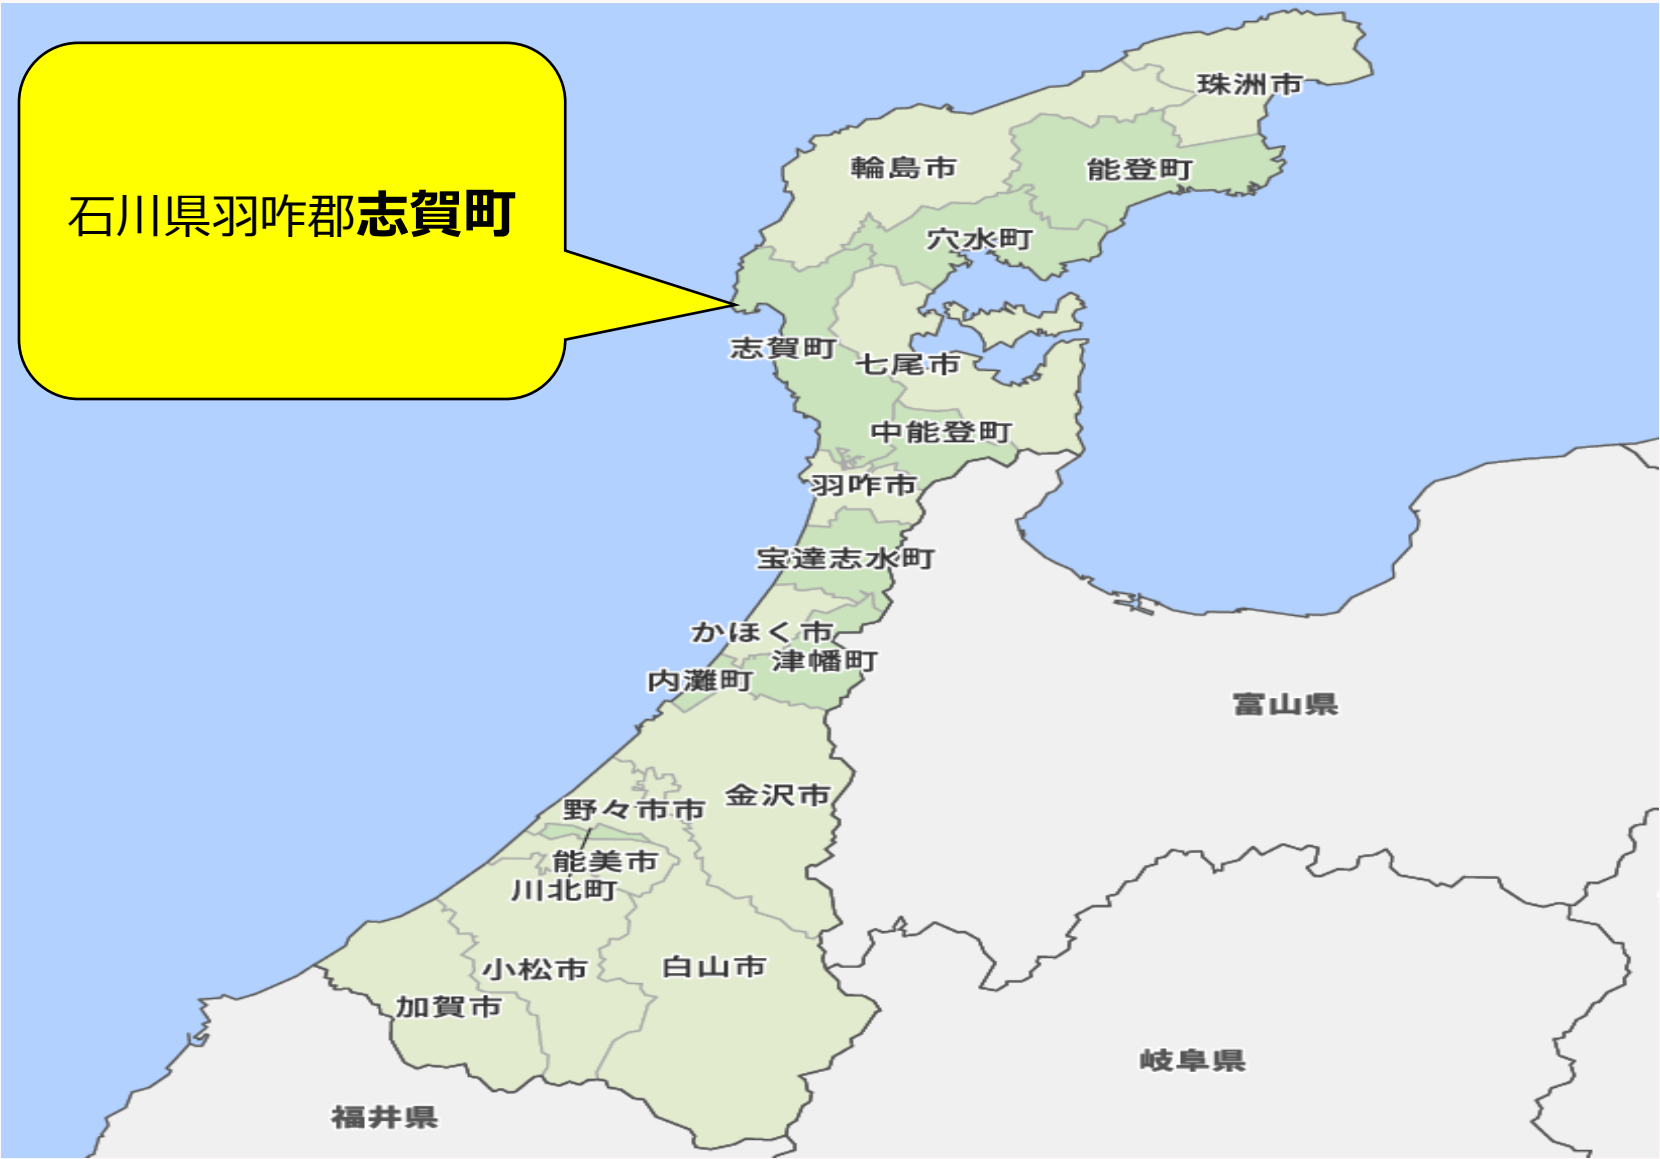 石川県羽咋郡志賀町
珠洲市
輪島市
能登町
穴水町
志賀町
七尾市
中能登町
羽咋市
宝達志水町
かほく市
津幡町
内灘町
富山県
金沢市
野々市市
能美市
川北町
小松市
白山市
加賀市
岐阜県
福井県